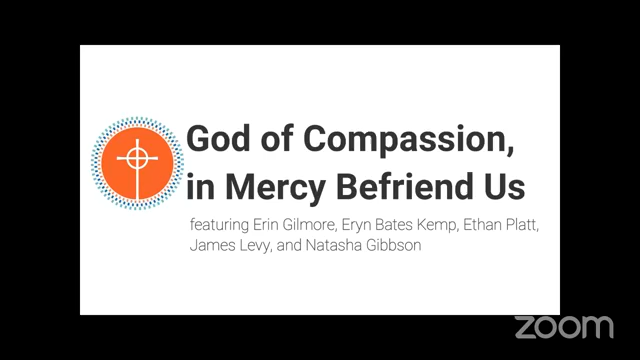 God of Compassion,
in Mercy Befriend Us
featuring Erin Gilmore, Eryn Bates Kemp, Ethan Platt,
James Levy, and Natasha Gibbson
zoom